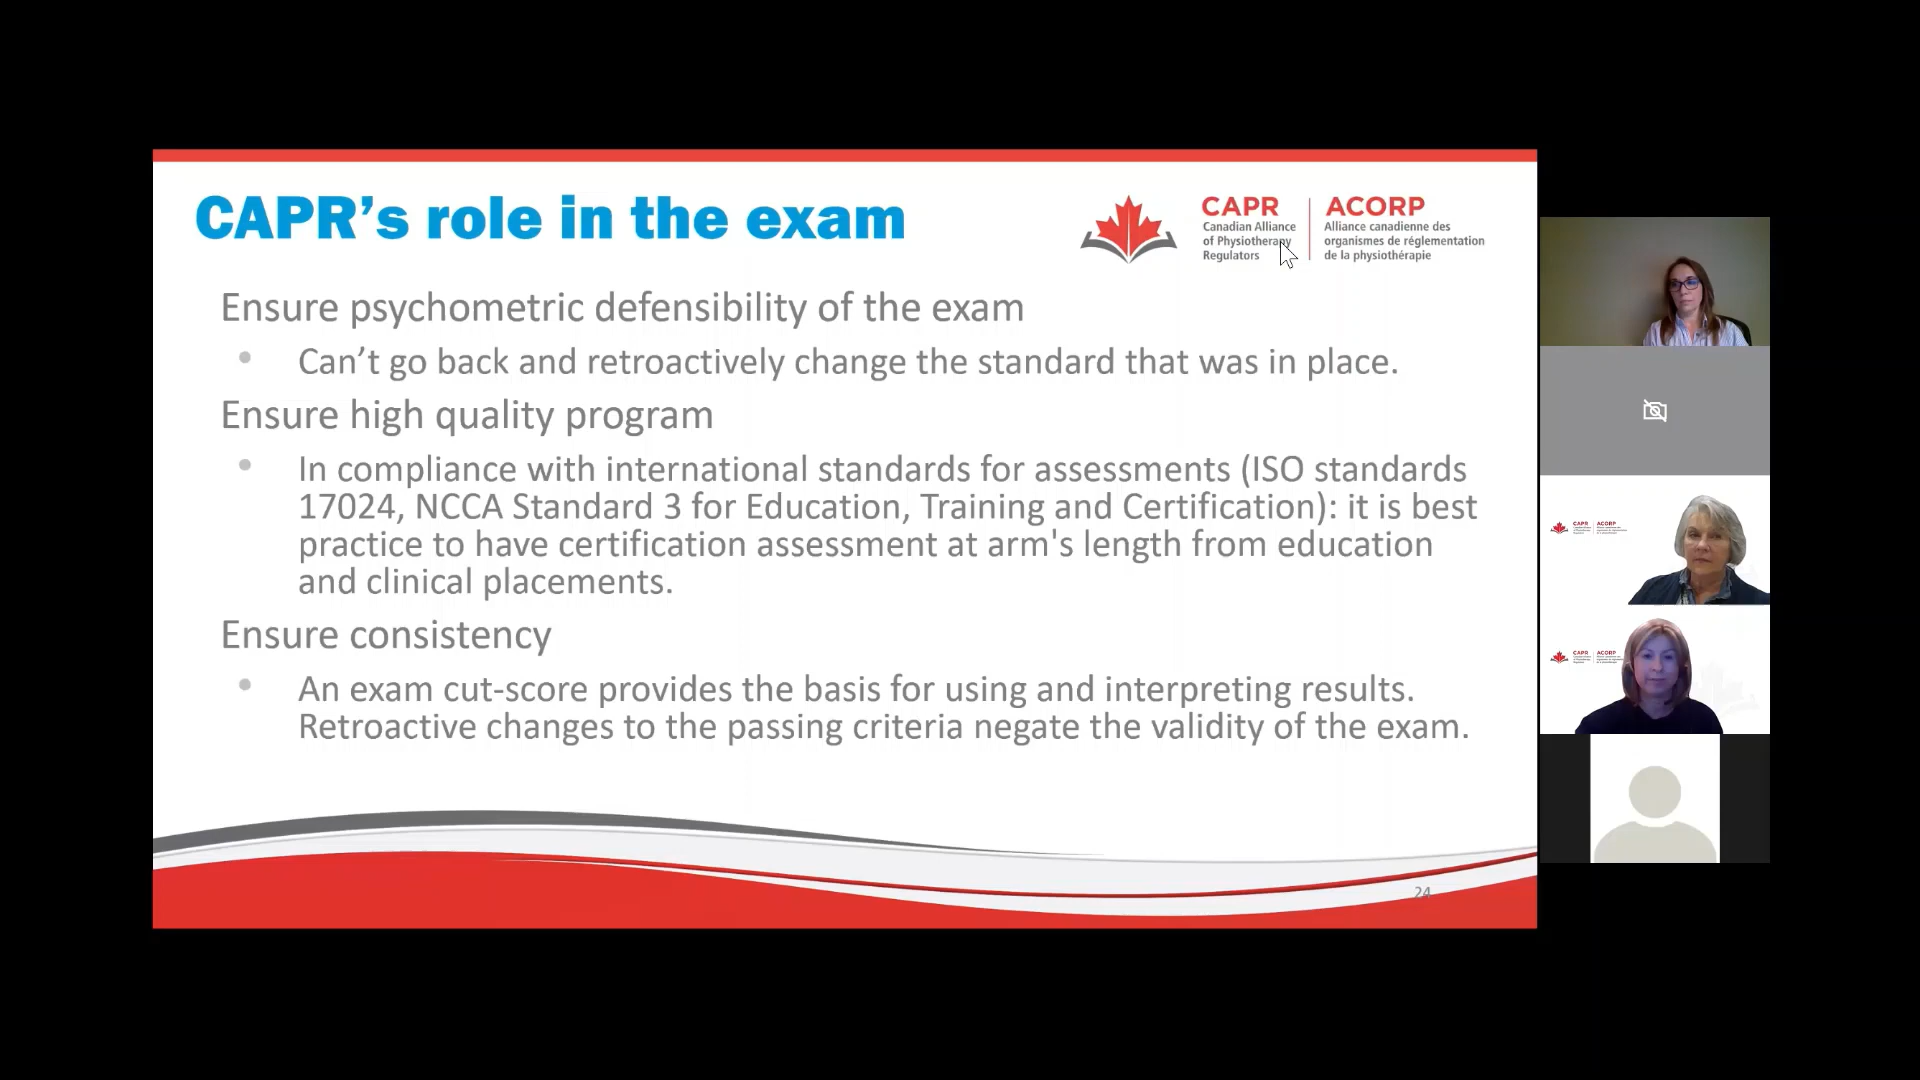 CAPR’s role in the exam
CAPR
Canadian Alliance
of Physiotherapy
Regulators
ACORP
Alliance canadienne des
organismes de réglementation
de la physiothérapie
Ensure psychometric defensibility of the exam
• Can’t go back and retroactively change the standard that was in place.
Ensure high quality program
• In compliance with international standards for assessments (ISO standards
17024, NCCA Standard 3 for Education, Training and Certification): it is best
practice to have certification assessment at arm's length from education
and clinical placements.
Ensure consistency
• An exam cut-score provides the basis for using and interpreting results.
Retroactive changes to the passing criteria negate the validity of the exam.
24
CAPR
ACORP
CAPR
ACORP